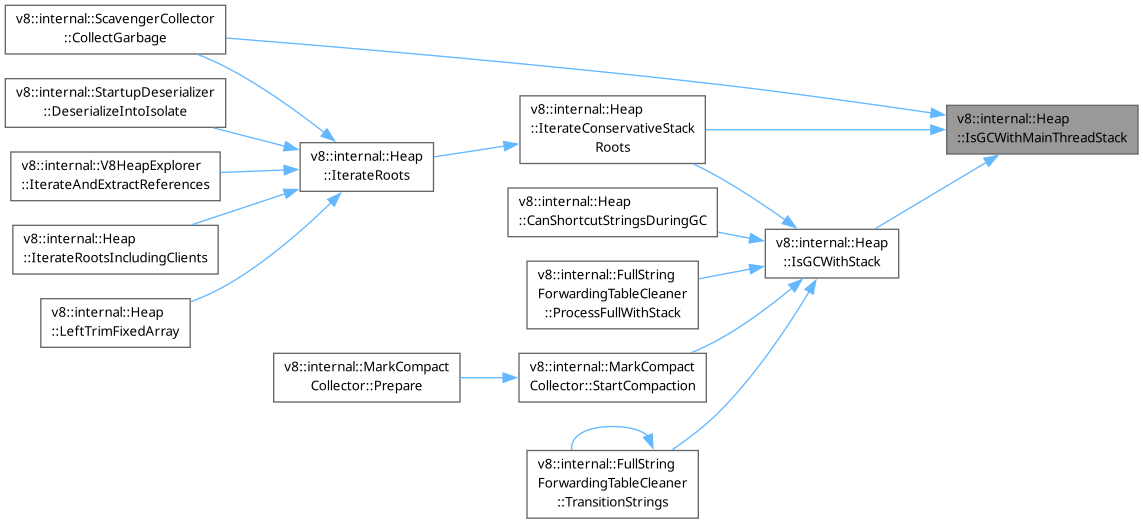 v8::internal::ScavengerCollector
::CollectGarbage
v8::internal::StartupDeserializer
::DeserializeIntoIsolate
v8::internal::V8HeapExplorer
::IterateAndExtractReferences
v8::internal::Heap
::IterateRootsIncludingClients
v8::internal::Heap
::LeftTrimFixedArray
v8::internal::Heap
::IterateRoots
v8::internal::MarkCompact
Collector::Prepare
v8::internal::Heap
::IterateConservativeStack
Roots
v8::internal::Heap
::CanShortcutStringsDuringGC
v8::internal::FullString
ForwardingTableCleaner
::ProcessFullWithStack
v8::internal::MarkCompact
Collector::StartCompaction
v8::internal::FullString
ForwardingTableCleaner
::TransitionStrings
v8::internal::Heap
::IsGCWithStack
v8::internal::Heap
::IsGCWithMainThreadStack